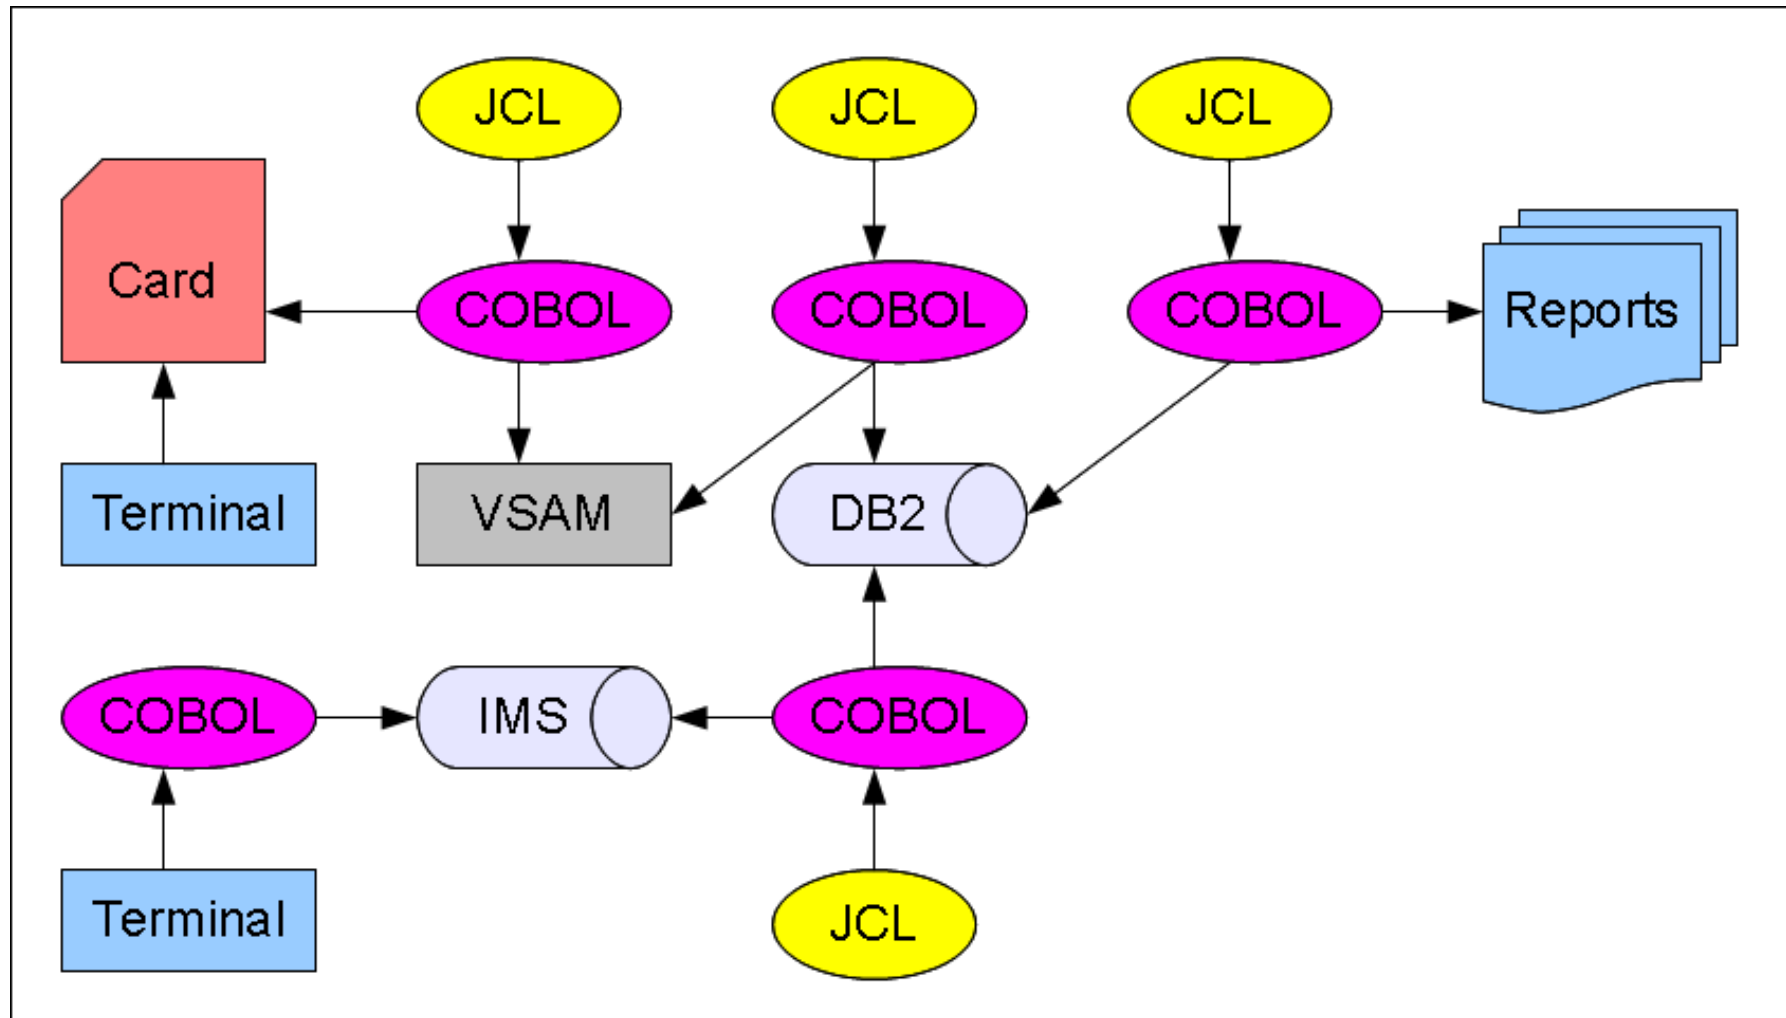 JCL
JCL
JCL
Card
COBOL
COBOL
COBOL
Reports
Terminal
VSAM
DB2
COBOL
IMS
COBOL
Terminal
JCL